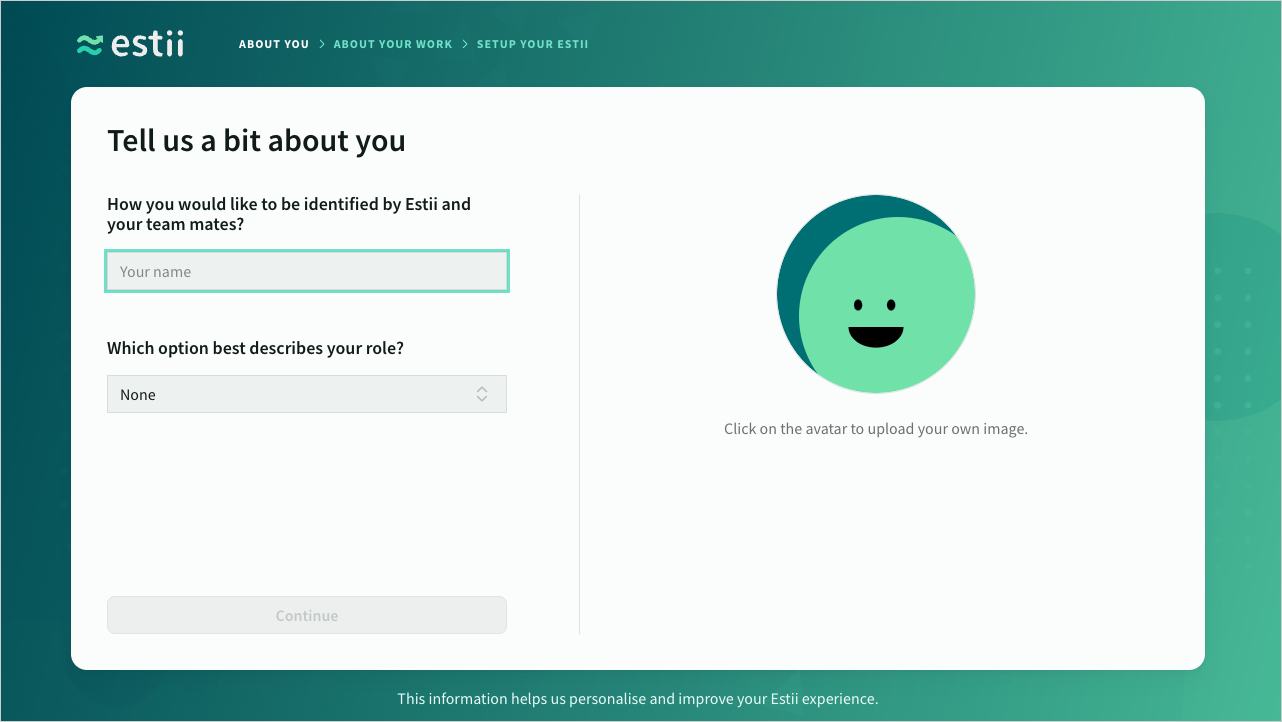 estii
ABOUT YOU
ABOUT YOUR WORK
SETUP YOUR ESTII
Tell us a bit about you
How you would like to be identified by Estii and
your team mates?
Your name
Which option best describes your role?
None
Click on the avatar to upload your own image.
Continue
This information helps us personalise and improve your Estii experience.